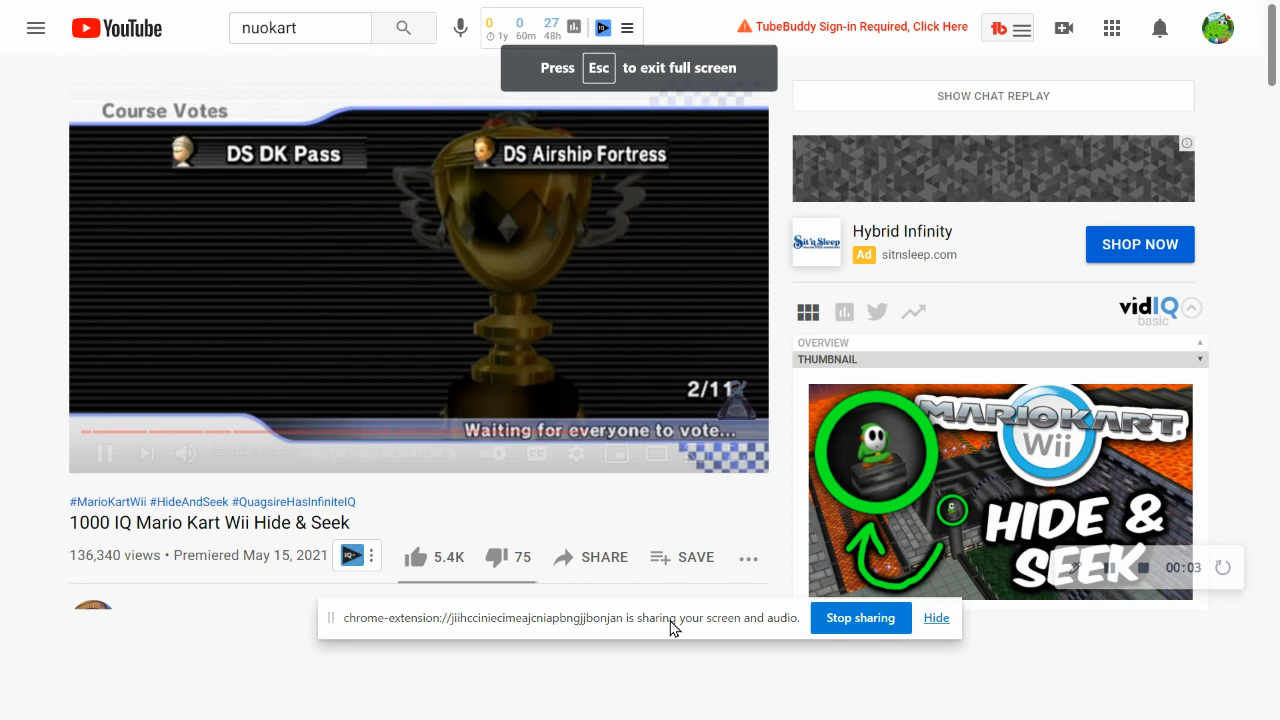 YouTube
nuokart
0 0 27
1y 60m 48h
TubeBuddy Sign-in Required, Click Here
Press Esc to exit full screen
Course Votes
DS DK Pass
DS Airship Fortress
2/11
Waiting for everyone to vote...
#MarioKartWii #HideAndSeek #QuagsireHasInfiniteIQ
1000 IQ Mario Kart Wii Hide & Seek
136,340 views • Premiered May 15, 2021
5.4K 75 SHARE SAVE
SHOW CHAT REPLAY
Sit'n Sleep
Hybrid Infinity
Ad sitnsleep.com
SHOP NOW
vidIQ
basic
OVERVIEW
THUMBNAIL
MARIOKART
Wii
HIDE &
SEEK
00:03
chrome-extension://jiihcciniecimeajcniapbngjjbonjan is sharing your screen and audio.
Stop sharing
Hide